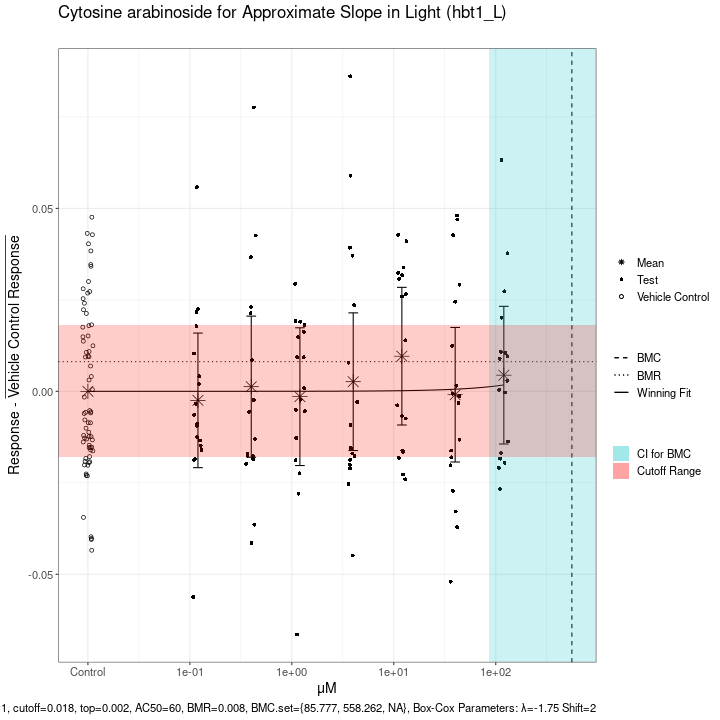 Cytosine arabinoside for Approximate Slope in Light (hbt1_L)
Response - Vehicle Control Response
0.05
0.00
-0.05
Control
1e-01
1e+00
1e+01
1e+02
μM
Mean
Test
Vehicle Control
BMC
BMR
Winning Fit
CI for BMC
Cutoff Range
1, cutoff=0.018, top=0.002, AC50=60, BMR=0.008, BMC.set={85.777, 558.262, NA}, Box-Cox Parameters: λ=-1.75 Shift=2